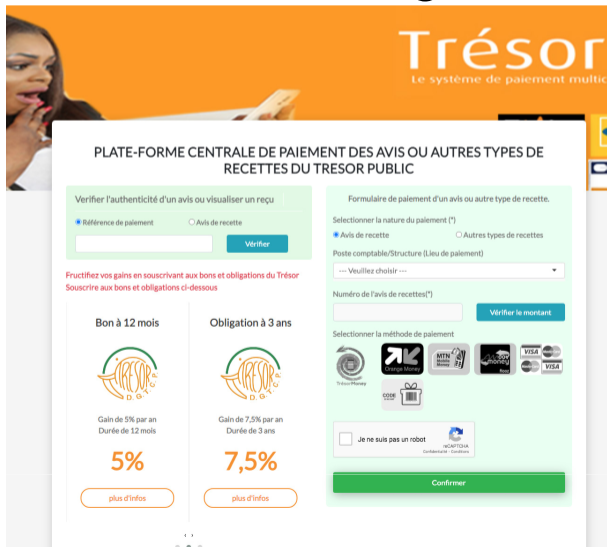 Trésor
Le système de paiement multic
PLATE-FORME CENTRALE DE PAIEMENT DES AVIS OU AUTRES TYPES DE
RECETTES DU TRESOR PUBLIC
Verifier l'authenticité d'un avis ou visualiser un reçu
Référence de paiement
Avis de recette
Vérifier
Fructifiez vos gains en souscrivant aux bons et obligations du Trésor
Souscrire aux bons et obligations ci-dessous
Bon à 12 mois
TRESOR
D.G.T.C.P.
Gain de 5% par an
Durée de 12 mois
5%
plus d'infos
Obligation à 3 ans
TRESOR
D.G.T.C.P.
Gain de 7,5% par an
Durée de 3 ans
7,5%
plus d'infos
Formulaire de paiement d'un avis ou autre type de recette.
Selectionner la nature du paiement (*)
Avis de recette
Autres types de recettes
Poste comptable/Structure (Lieu de paiement)
--- Veuillez choisir ---
Numéro de l'avis de recettes(*)
Vérifier le montant
Selectionner la méthode de paiement
TrésorMoney
Orange Money
MTN
Mobile
Money
money
CODE
VISA
VISA
Je ne suis pas un robot
reCAPTCHA
Confidentialité - Conditions
Confirmer